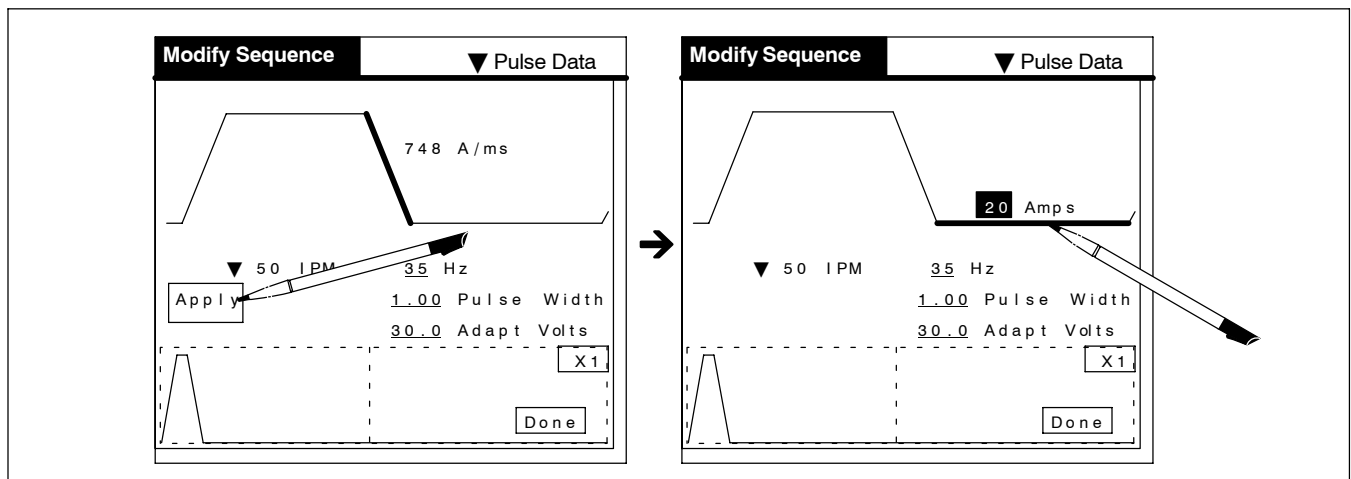 Modify Sequence
▼ Pulse Data
748 A/ms
▼ 50 IPM
35 Hz
Apply
1.00 Pulse Width
30.0 Adapt Volts
X1
Done
Modify Sequence
▼ Pulse Data
20 Amps
▼ 50 IPM
35 Hz
1.00 Pulse Width
30.0 Adapt Volts
X1
Done